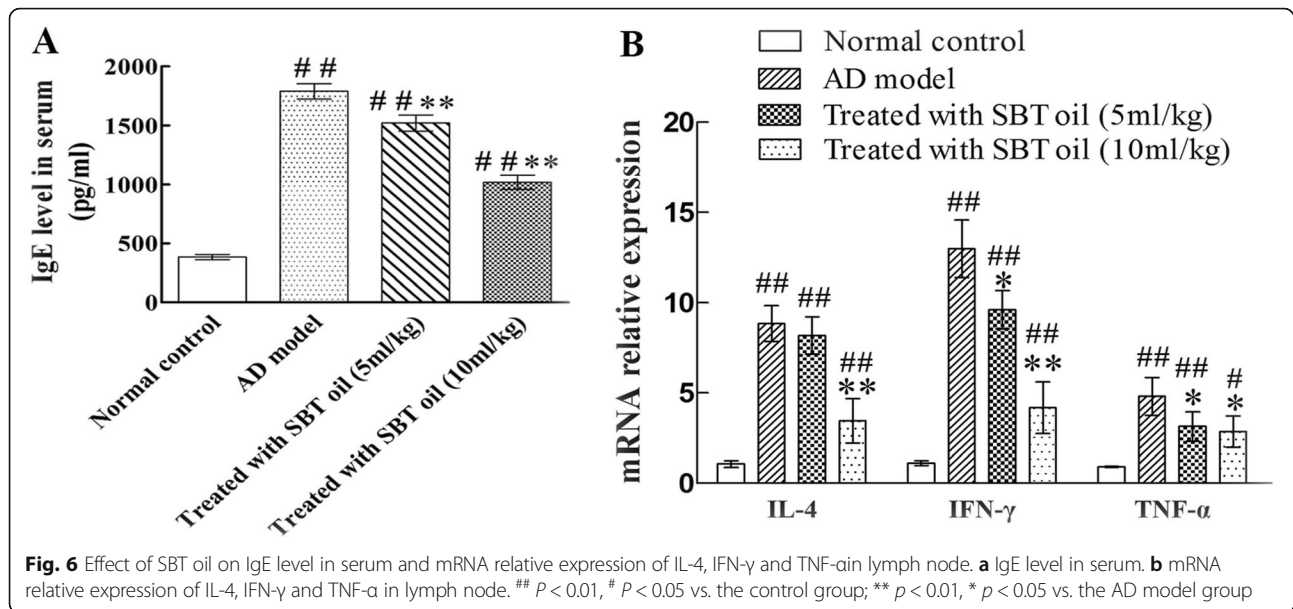 A
IgE level in serum
(pg/ml)
2000
1500
1000
500
0
# #
# # **
# # **
Normal control
AD model
Treated with SBT oil (5ml/kg)
Treated with SBT oil (10ml/kg)
B
Normal control
AD model
Treated with SBT oil (5ml/kg)
Treated with SBT oil (10ml/kg)
mRNA relative expression
20
15
10
5
0
##
##
##
**
##
##
*
##
**
##
##
*
#
*
IL-4
IFN-γ
TNF-α
Fig. 6 Effect of SBT oil on IgE level in serum and mRNA relative expression of IL-4, IFN-γ and TNF-αin lymph node. a IgE level in serum. b mRNA
relative expression of IL-4, IFN-γ and TNF-α in lymph node. ## P < 0.01, # P < 0.05 vs. the control group; ** p < 0.01, * p < 0.05 vs. the AD model group